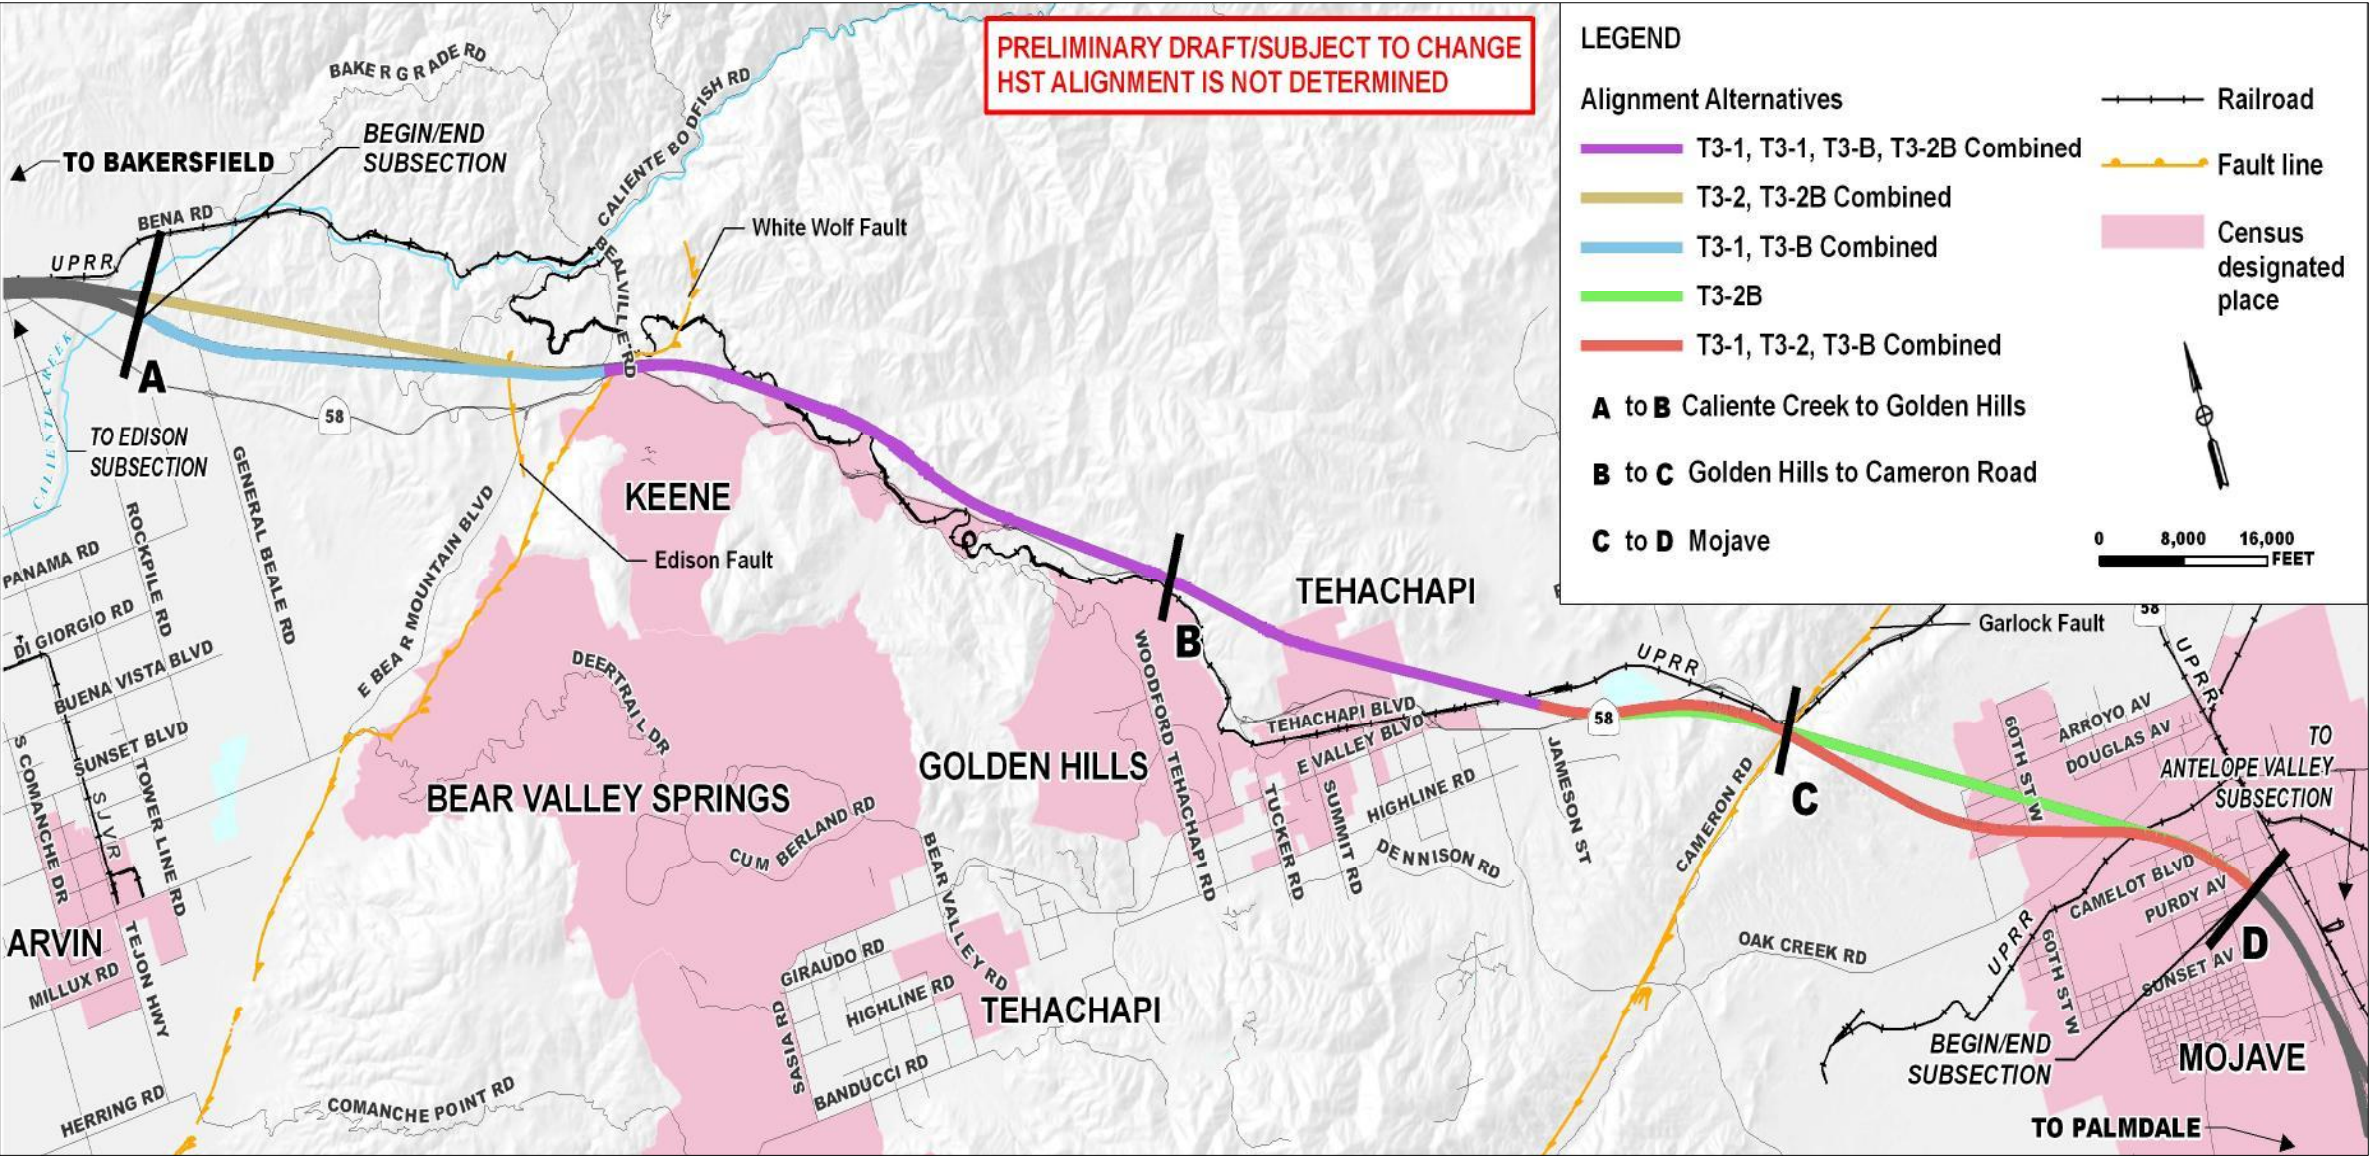 PRELIMINARY DRAFT/SUBJECT TO CHANGE
HST ALIGNMENT IS NOT DETERMINED
LEGEND
Alignment Alternatives
T3-1, T3-1, T3-B, T3-2B Combined
T3-2, T3-2B Combined
T3-1, T3-B Combined
T3-2B
T3-1, T3-2, T3-B Combined
A to B Caliente Creek to Golden Hills
B to C Golden Hills to Cameron Road
C to D Mojave
Railroad
Fault line
Census
designated
place
0 8,000 16,000
FEET
BAKER GRADE RD
BEGIN/END
SUBSECTION
TO BAKERSFIELD
BENA RD
UPRR
CALIENTE BODFISH RD
BEALVILLE RD
White Wolf Fault
A
58
CALIENTE CREEK
TO EDISON
SUBSECTION
GENERAL BEALE RD
ROCKPILE RD
PANAMA RD
DI GIORGIO RD
BUENA VISTA BLVD
SUNSET BLVD
S COMANCHE DR
SJVR
TOWER LINE RD
ARVIN
MILLUX RD
TEJON HWY
HERRING RD
COMANCHE POINT RD
E BEAR MOUNTAIN BLVD
KEENE
Edison Fault
DEERTRAIL DR
BEAR VALLEY SPRINGS
CUMBERLAND RD
GOLDEN HILLS
BEAR VALLEY RD
GIRAUDO RD
HIGHLINE RD
SASIA RD
BANDUCCI RD
TEHACHAPI
B
WOODFORD TEHACHAPI RD
TEHACHAPI
TEHACHAPI BLVD
E VALLEY BLVD
TUCKER RD
SUMMIT RD
HIGHLINE RD
DENNISON RD
JAMESON ST
58
UPRR
Garlock Fault
CAMERON RD
C
OAK CREEK RD
58
UPRR
60TH ST W
ARROYO AV
DOUGLAS AV
TO
ANTELOPE VALLEY
SUBSECTION
CAMELOT BLVD
PURDY AV
UPRR
60TH ST W
SUNSET AV
D
BEGIN/END
SUBSECTION
MOJAVE
TO PALMDALE